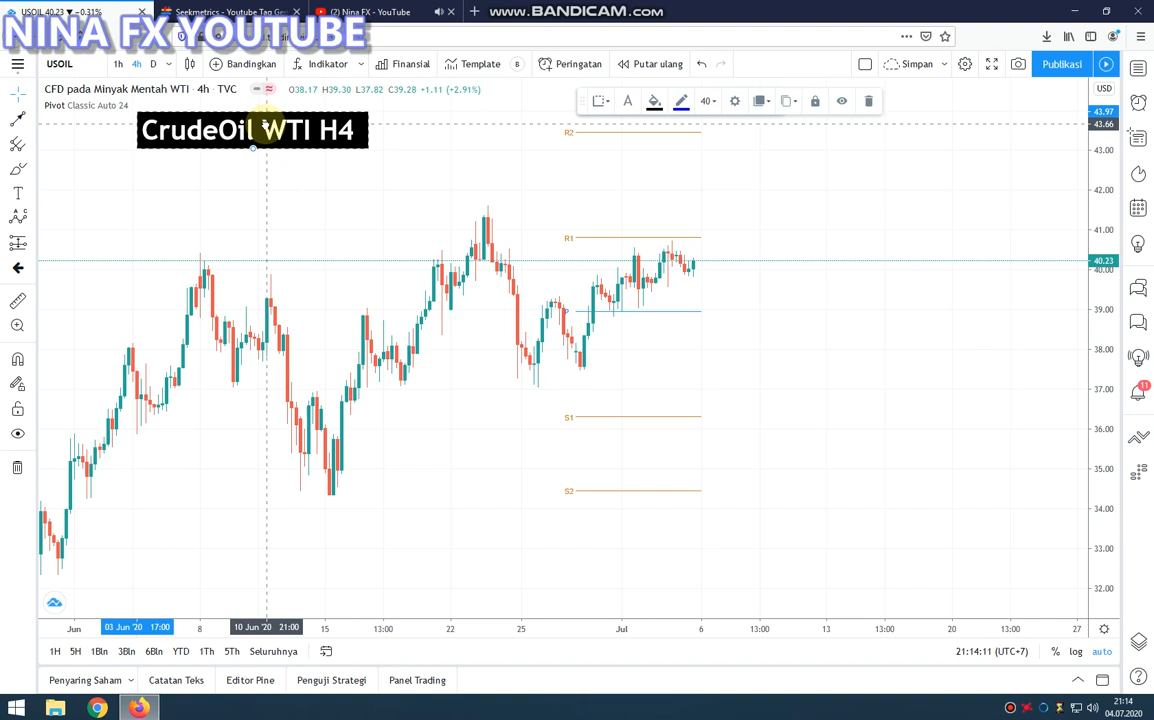 USOIL 40.23 ▼ −0.31%
Seekmetrics - Youtube Tag Ge
(2) Nina FX - YouTube
www.BANDICAM.com
NINA FX YOUTUBE
USOIL
1h
4h
D
Bandingkan
Indikator
Finansial
Template
8
Peringatan
Putar ulang
Simpan
Publikasi
CFD pada Minyak Mentah WTI • 4h • TVC
O38.17 H39.30 L37.82 C39.28 +1.11 (+2.91%)
USD
Pivot Classic Auto 24
40
43.97
43.66
CrudeOil WTI H4
R2
43.00
42.00
41.00
R1
40.23
40.00
39.00
P
38.00
37.00
S1
36.00
35.00
S2
34.00
33.00
32.00
11
Jun
03 Jun '20 17:00
8
10 Jun '20 21:00
15
13:00
22
25
Jul
6
13:00
13
13:00
20
13:00
27
1H
5H
1Bln
3Bln
6Bln
YTD
1Th
5Th
Seluruhnya
21:14:11 (UTC+7)
%
log
auto
Penyaring Saham
Catatan Teks
Editor Pine
Penguji Strategi
Panel Trading
21:14
04.07.2020